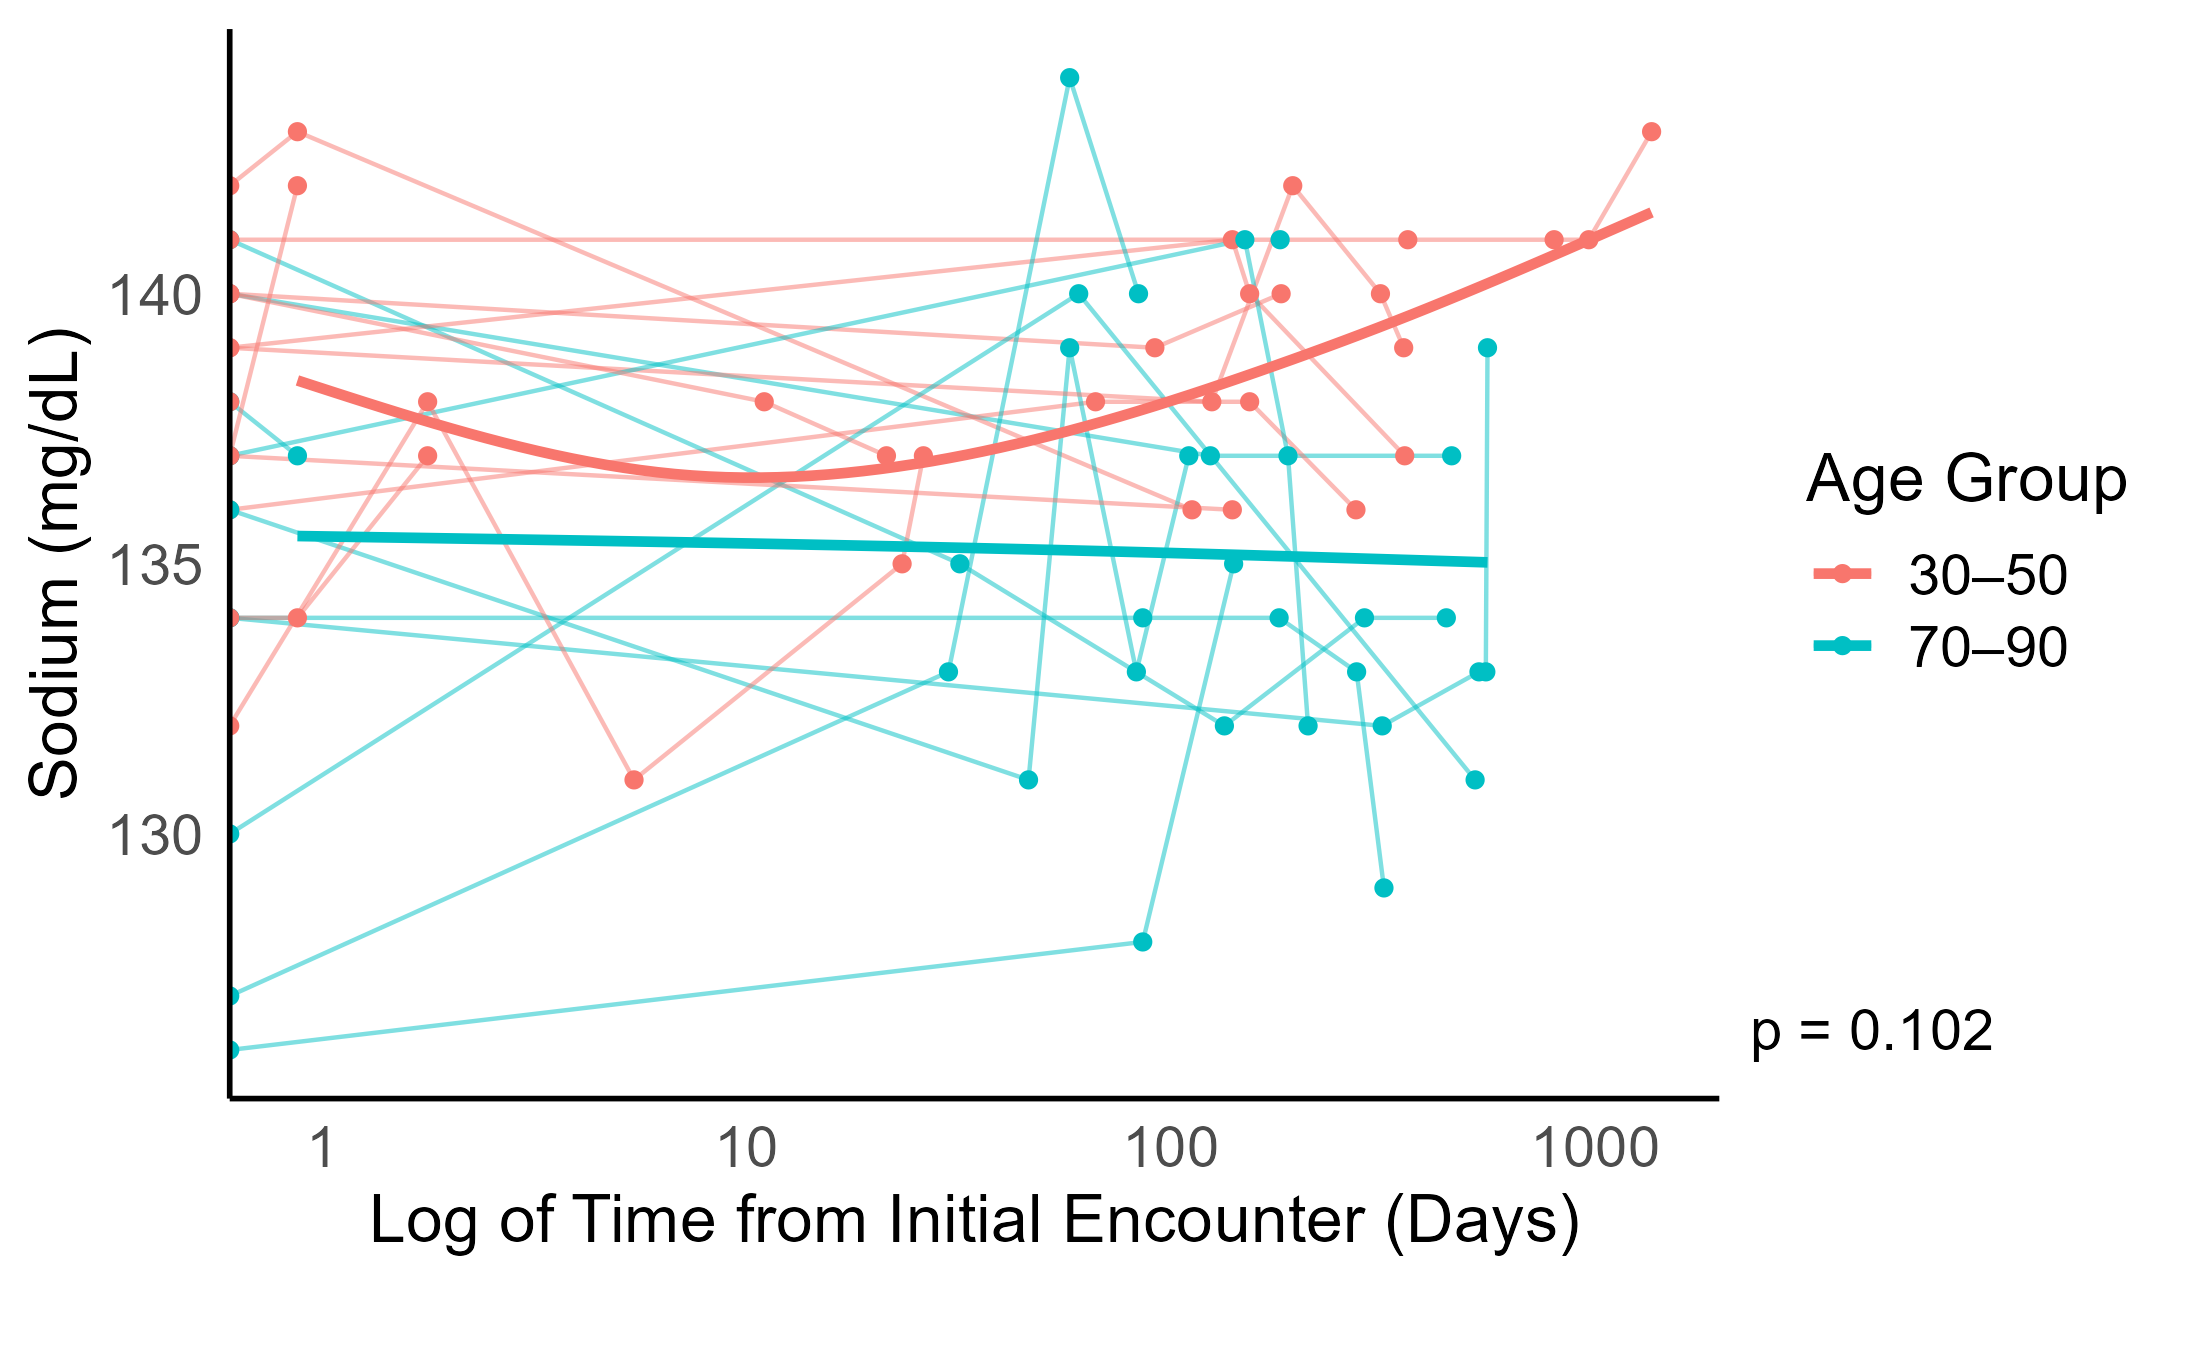 Sodium (mg/dL)
140
135
130
1 10 100 1000
Log of Time from Initial Encounter (Days)
Age Group
30–50
70–90
p = 0.102